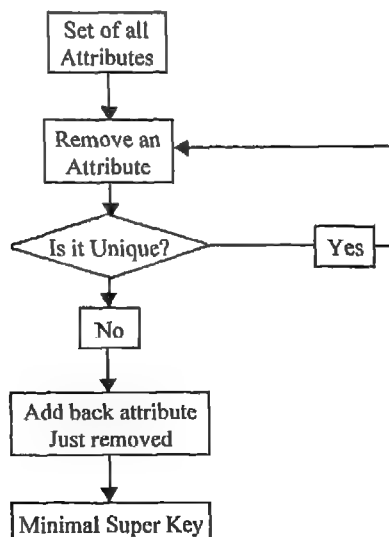 Set of all
Attributes
Remove an
Attribute
Is it Unique?
Yes
No
Add back attribute
Just removed
Minimal Super Key